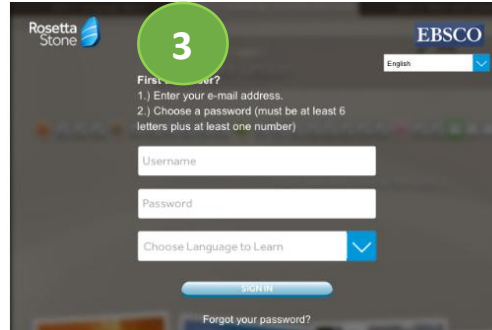 Rosetta
Stone
3
EBSCO
English
First
1.) Enter your e-mail address.
2.) Choose a password (must be at least 6
letters plus at least one number)
Username
Password
Choose Language to Learn
SIGN IN
Forgot your password?